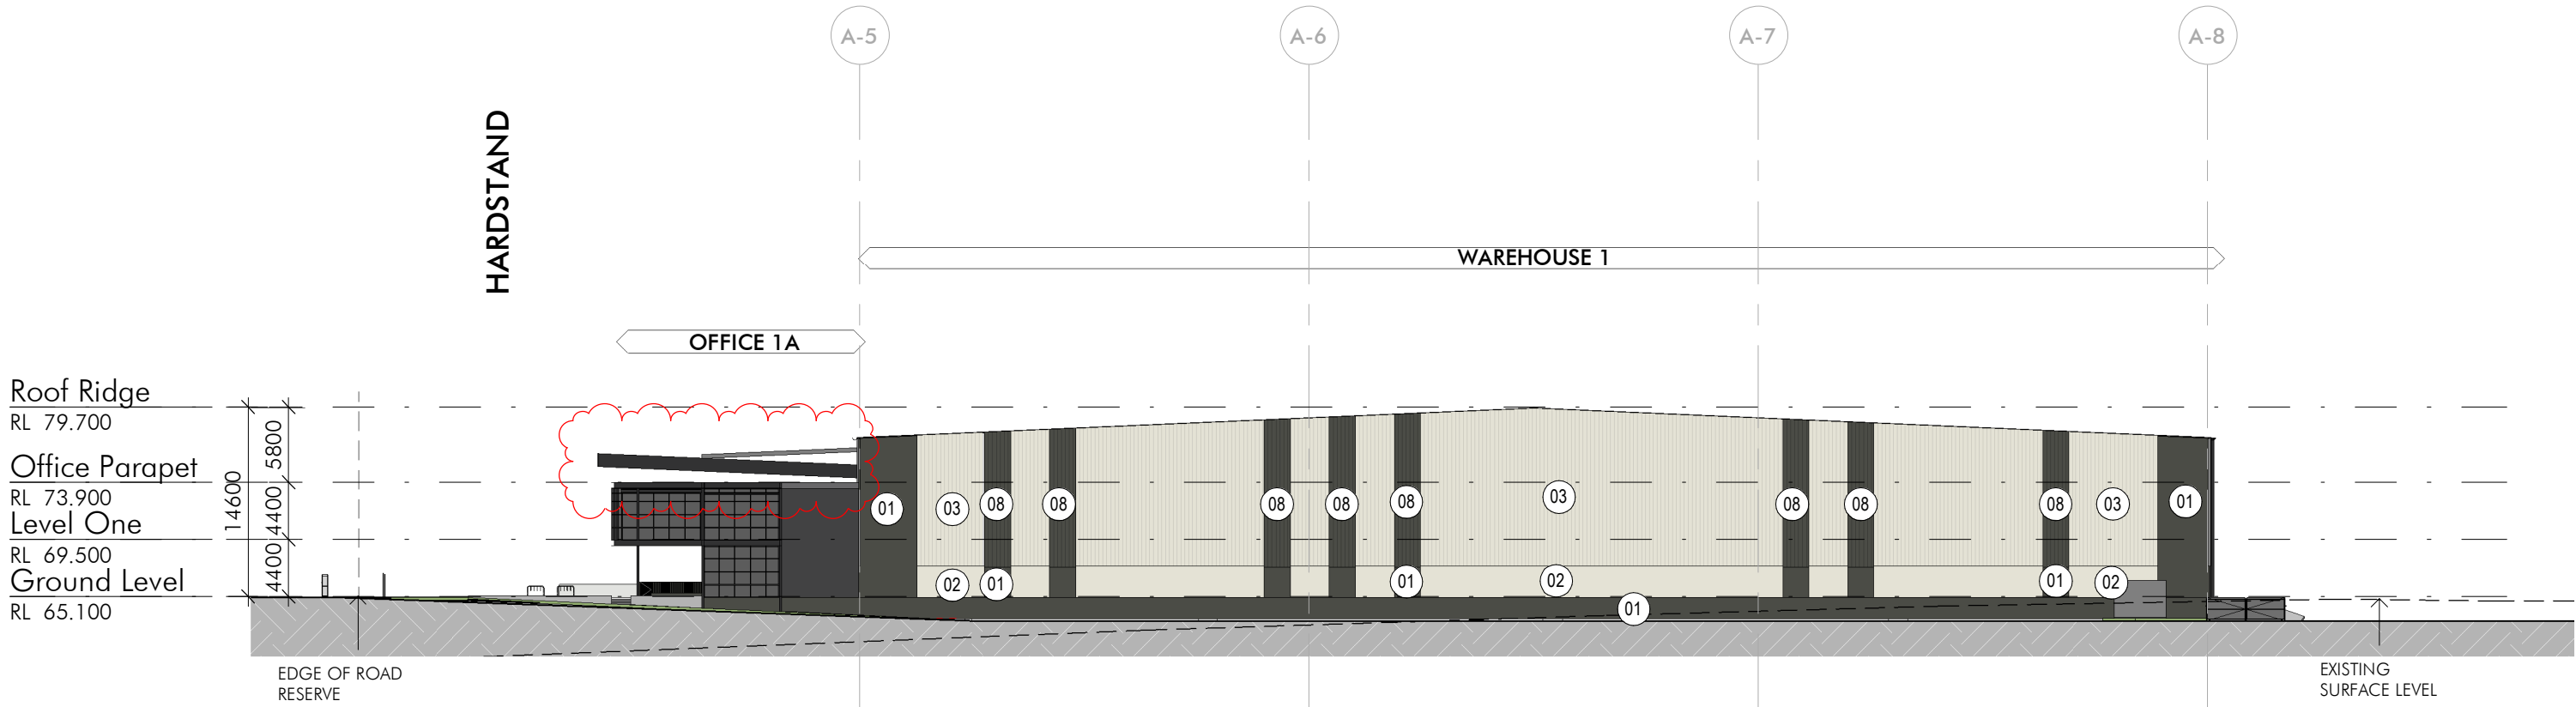 A-5
A-6
A-7
A-8
HARDSTAND
WAREHOUSE 1
OFFICE 1A
Roof Ridge
RL 79.700
Office Parapet
RL 73.900
Level One
RL 69.500
Ground Level
RL 65.100
14600
5800
4400
4400
01
03
08
08
08
08
08
03
08
08
08
03
01
02
01
01
02
01
02
01
EDGE OF ROAD
RESERVE
EXISTING
SURFACE LEVEL